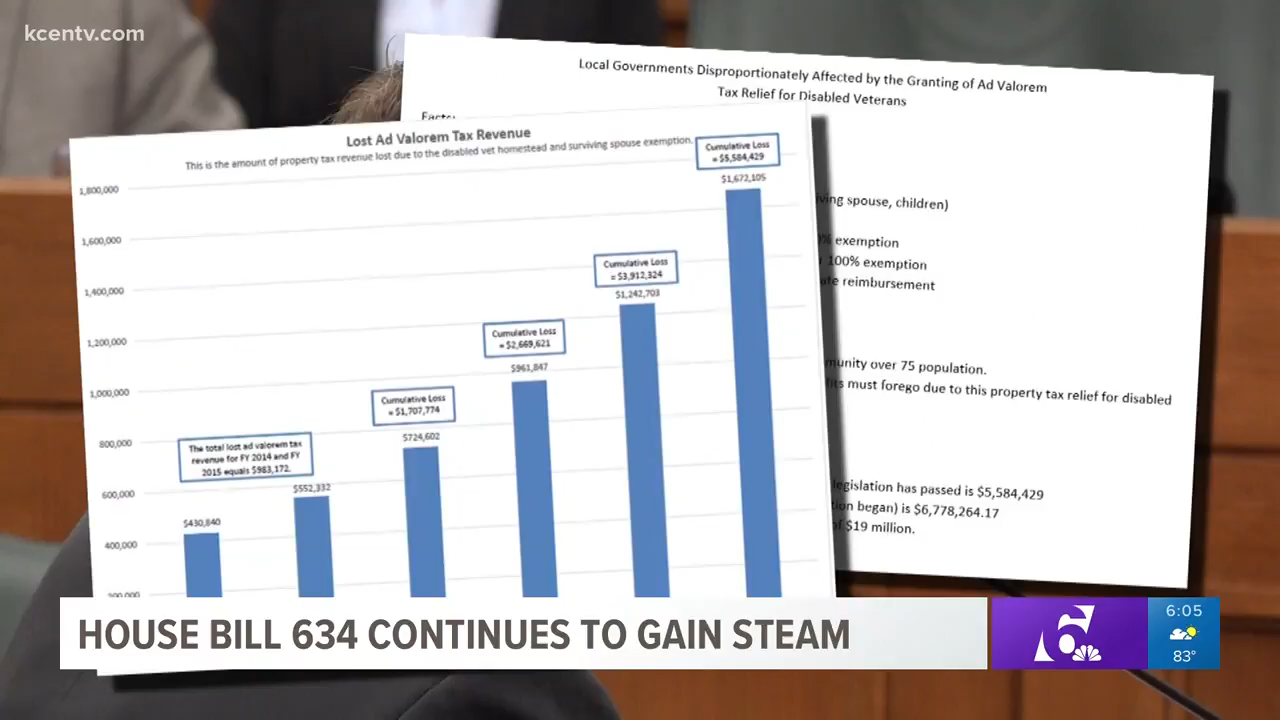 kcentv.com
Local Governments Disproportionately Affected by the Granting of Ad Valorem
Tax Relief for Disabled Veterans
Facts:
spouse, children)
exemption
100% exemption
reimbursement
over 75 population.
must forego due to this property tax relief for disabled
legislation has passed is $5,584,429
began) is $6,778,264.17
$19 million.
Lost Ad Valorem Tax Revenue
This is the amount of property tax revenue lost due to the disabled vet homestead and surviving spouse exemption.
1,800,000
1,600,000
1,400,000
1,200,000
1,000,000
800,000
600,000
400,000
Cumulative Loss
= $5,584,429
$1,672,105
Cumulative Loss
= $3,912,324
$1,242,703
Cumulative Loss
= $2,669,621
$961,847
Cumulative Loss
= $1,707,774
$724,602
The total lost ad valorem tax
revenue for FY 2014 and FY
2015 equals $983,172.
$552,332
$430,840
HOUSE BILL 634 CONTINUES TO GAIN STEAM
6
6:05
83°